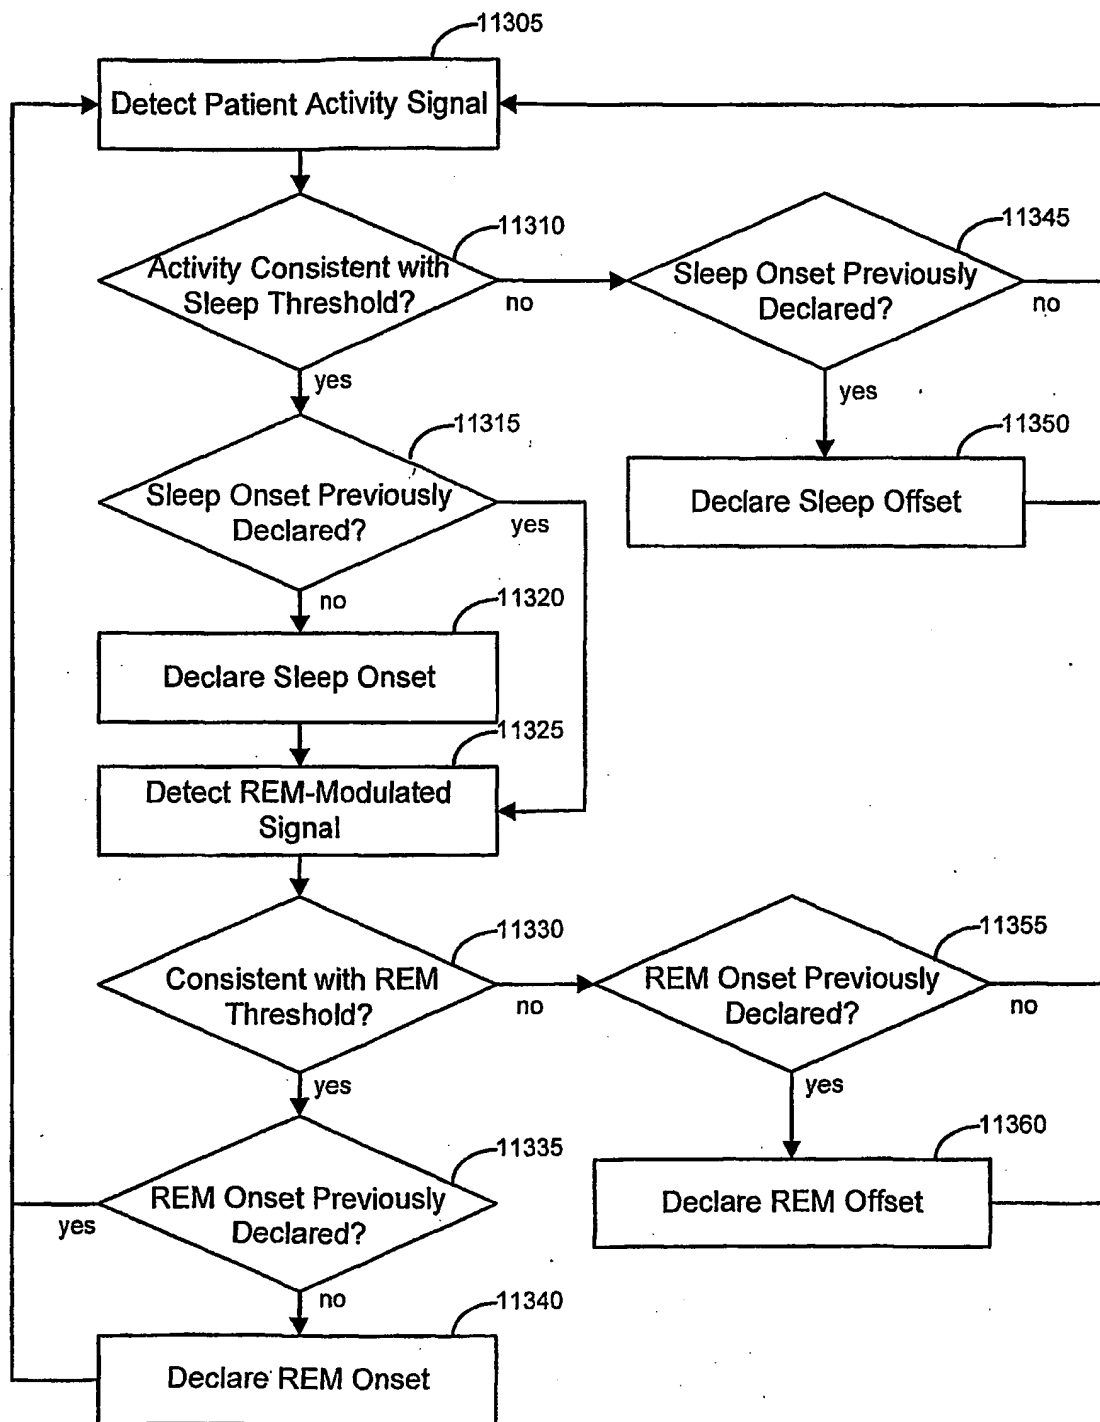 11305
Detect Patient Activity Signal
11310
Activity Consistent with
Sleep Threshold?
no
yes
11345
Sleep Onset Previously
Declared?
no
yes
11315
Sleep Onset Previously
Declared?
yes
no
11350
Declare Sleep Offset
11320
Declare Sleep Onset
11325
Detect REM-Modulated
Signal
11330
Consistent with REM
Threshold?
no
yes
11355
REM Onset Previously
Declared?
no
yes
11335
REM Onset Previously
Declared?
yes
no
11360
Declare REM Offset
11340
Declare REM Onset